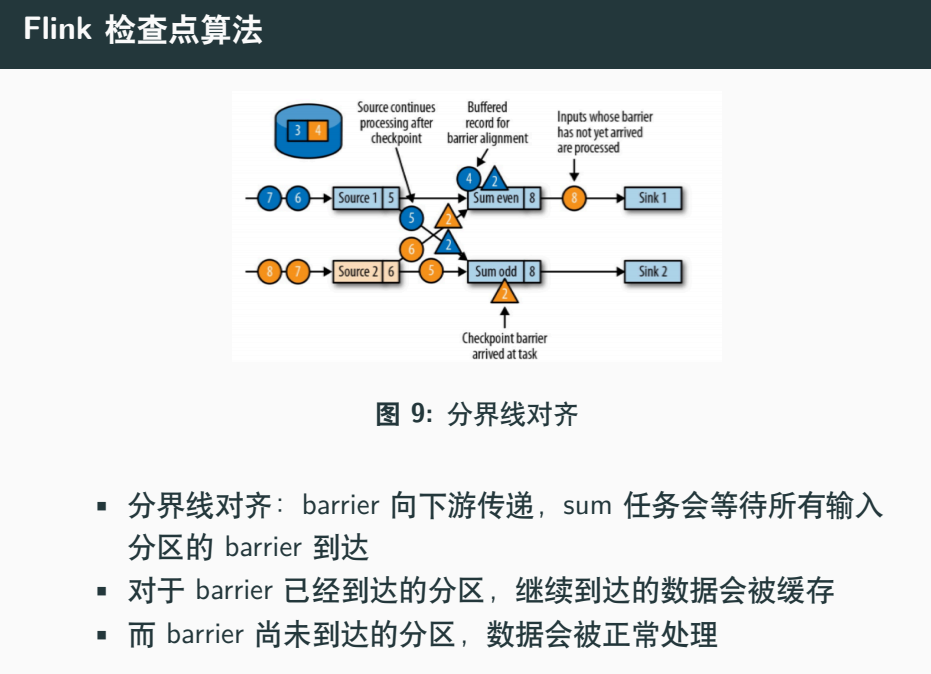 Flink 检查点算法
3 4
Source continues
processing after
checkpoint
Buffered
record for
barrier alignment
Inputs whose barrier
has not yet arrived
are processed
4 2
7 6 Source 1 5 Sum even 8 8 Sink 1
5 2
6 2
8 7 Source 2 6 5 Sum odd 8 Sink 2
2
Checkpoint barrier
arrived at task
图 9: 分界线对齐
▪ 分界线对齐：barrier 向下游传递，sum 任务会等待所有输入
分区的 barrier 到达
▪ 对于 barrier 已经到达的分区，继续到达的数据会被缓存
▪ 而 barrier 尚未到达的分区，数据会被正常处理